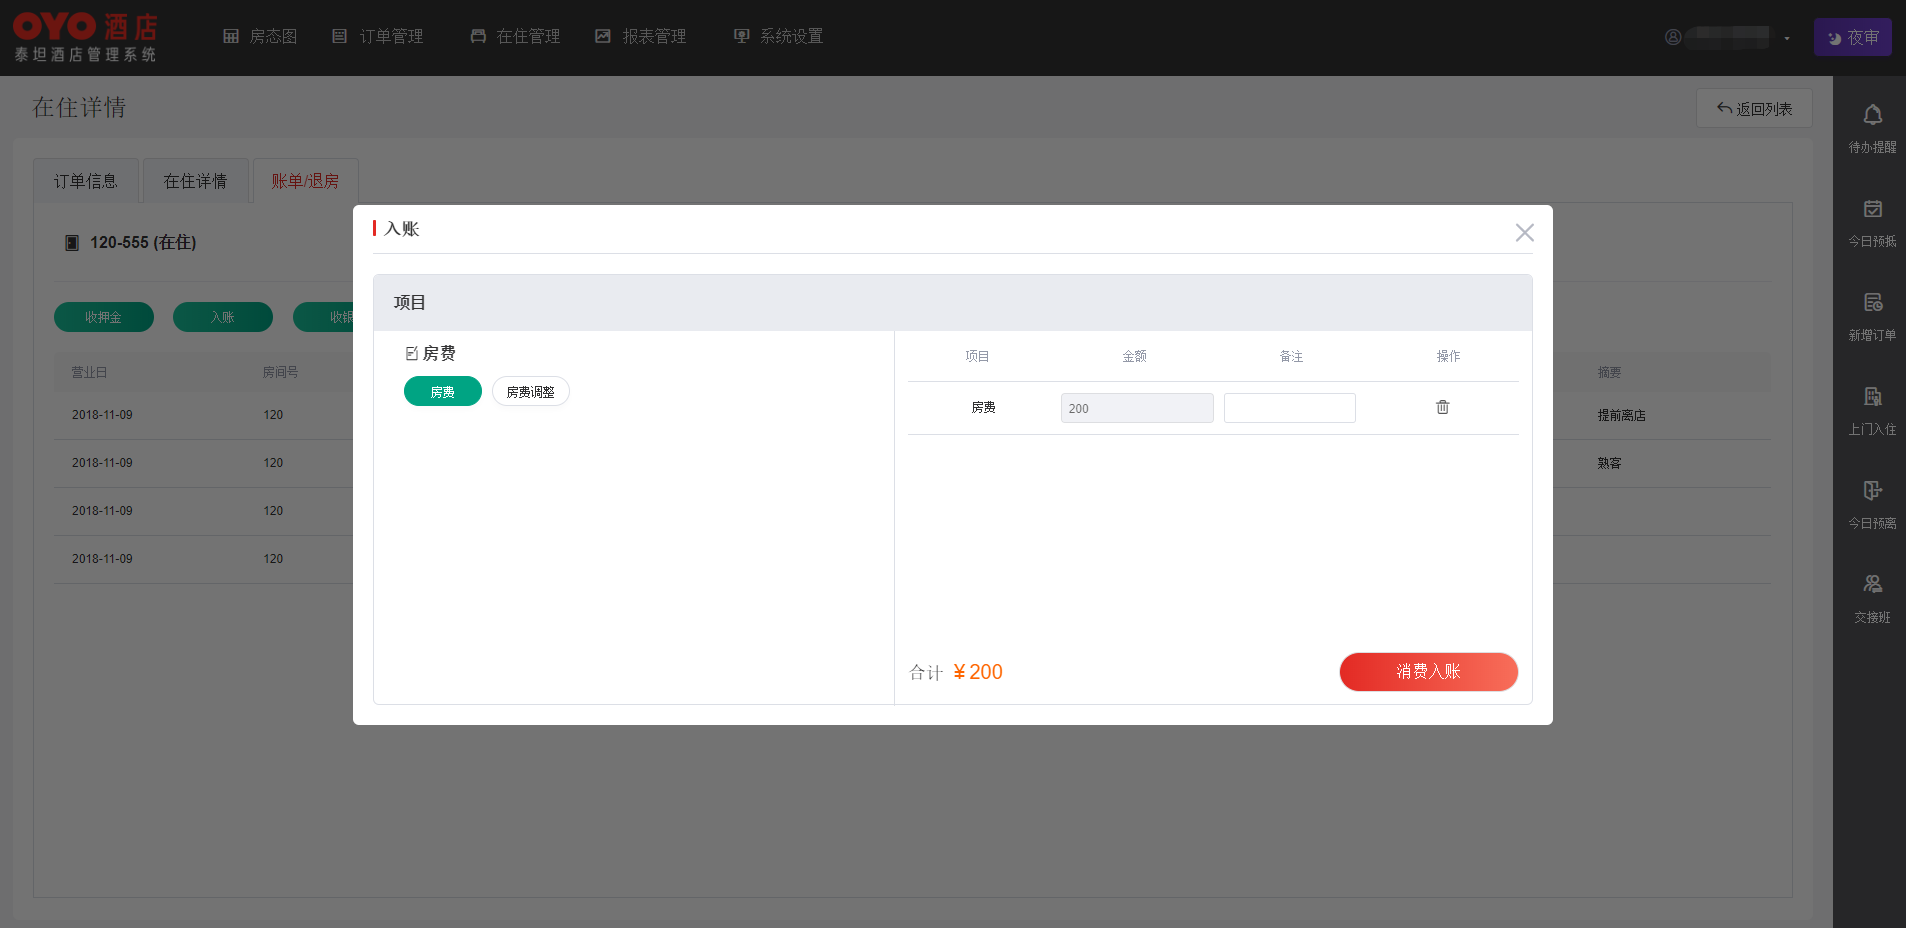 OYO 酒店
泰坦酒店管理系统
房态图 订单管理 在住管理 报表管理 系统设置 夜审
在住详情 返回列表
订单信息 在住详情 账单/退房
120-555 (在住)
收押金 入账 收银
营业日 房间号 摘要
2018-11-09 120 提前离店
2018-11-09 120 熟客
2018-11-09 120
2018-11-09 120
入账
项目
房费
房费 房费调整
项目 金额 备注 操作
房费 200
合计 ¥200 消费入账
待办提醒
今日预抵
新增订单
上门入住
今日预离
交接班